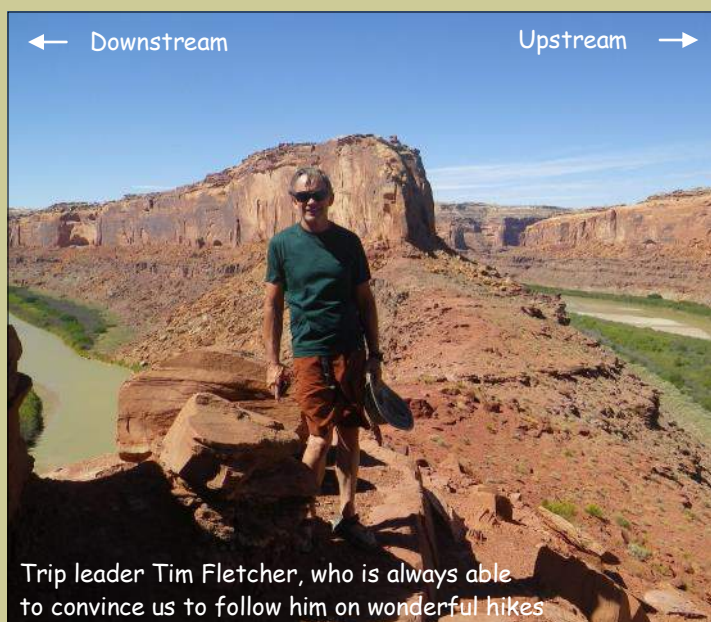 Downstream Upstream
Trip leader Tim Fletcher, who is always able
to convince us to follow him on wonderful hikes